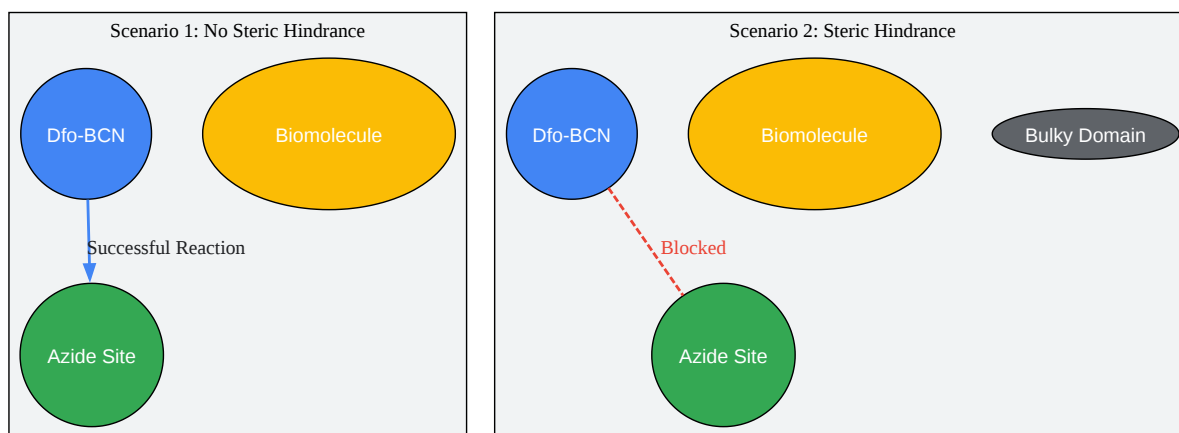 Scenario 1: No Steric Hindrance
Dfo-BCN
Biomolecule
Successful Reaction
Azide Site
Scenario 2: Steric Hindrance
Dfo-BCN
Biomolecule
Bulky Domain
Blocked
Azide Site